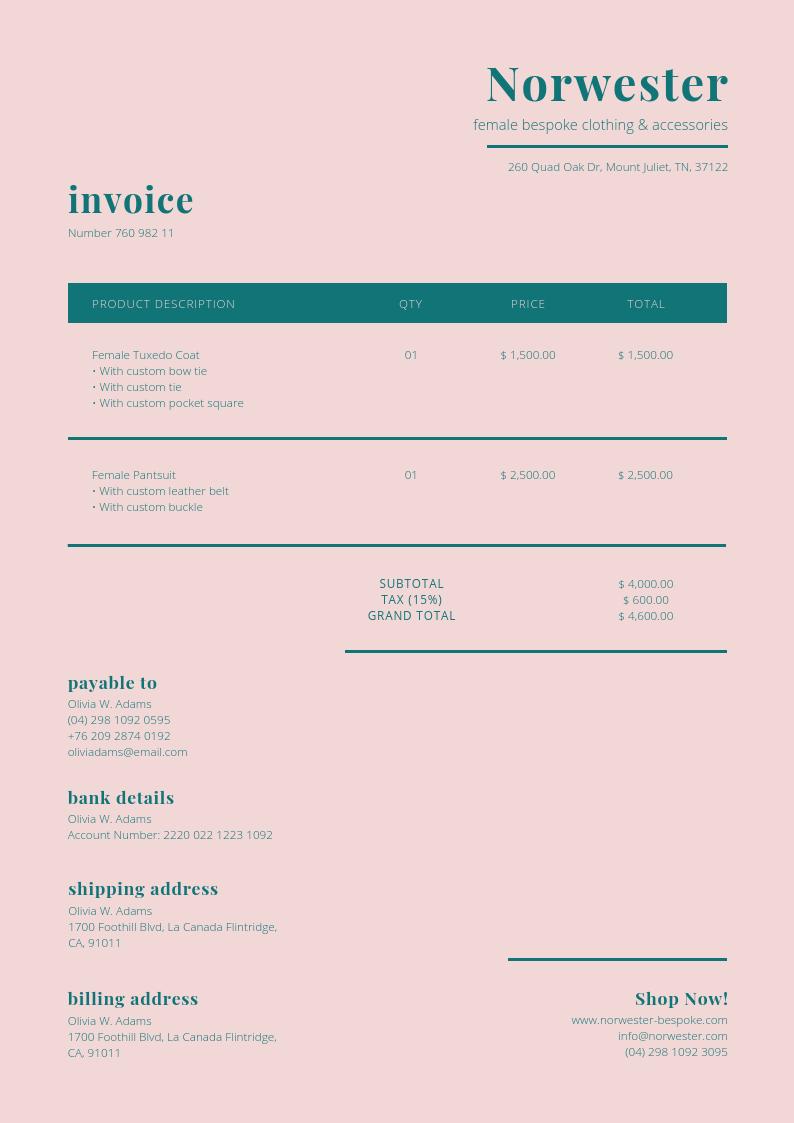 Norwester
female bespoke clothing & accessories
260 Quad Oak Dr, Mount Juliet, TN, 37122
invoice
Number 760 982 11
PRODUCT DESCRIPTION QTY PRICE TOTAL
Female Tuxedo Coat 01 $ 1,500.00 $ 1,500.00
• With custom bow tie
• With custom tie
• With custom pocket square
Female Pantsuit 01 $ 2,500.00 $ 2,500.00
• With custom leather belt
• With custom buckle
SUBTOTAL $ 4,000.00
TAX (15%) $ 600.00
GRAND TOTAL $ 4,600.00
payable to
Olivia W. Adams
(04) 298 1092 0595
+76 209 2874 0192
oliviadams@email.com
bank details
Olivia W. Adams
Account Number: 2220 022 1223 1092
shipping address
Olivia W. Adams
1700 Foothill Blvd, La Canada Flintridge,
CA, 91011
billing address
Olivia W. Adams
1700 Foothill Blvd, La Canada Flintridge,
CA, 91011
Shop Now!
www.norwester-bespoke.com
info@norwester.com
(04) 298 1092 3095